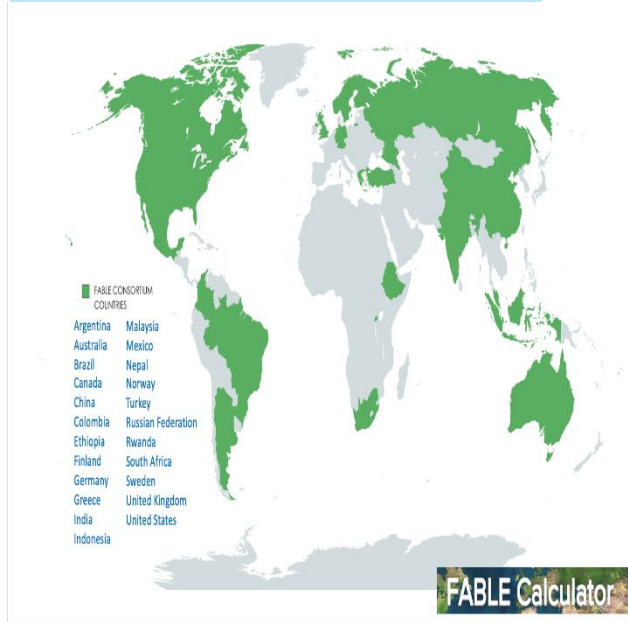 FABLE CONSORTIUM
COUNTRIES
Argentina Malaysia
Australia Mexico
Brazil Nepal
Canada Norway
China Turkey
Colombia Russian Federation
Ethiopia Rwanda
Finland South Africa
Germany Sweden
Greece United Kingdom
India United States
Indonesia
FABLE Calculator